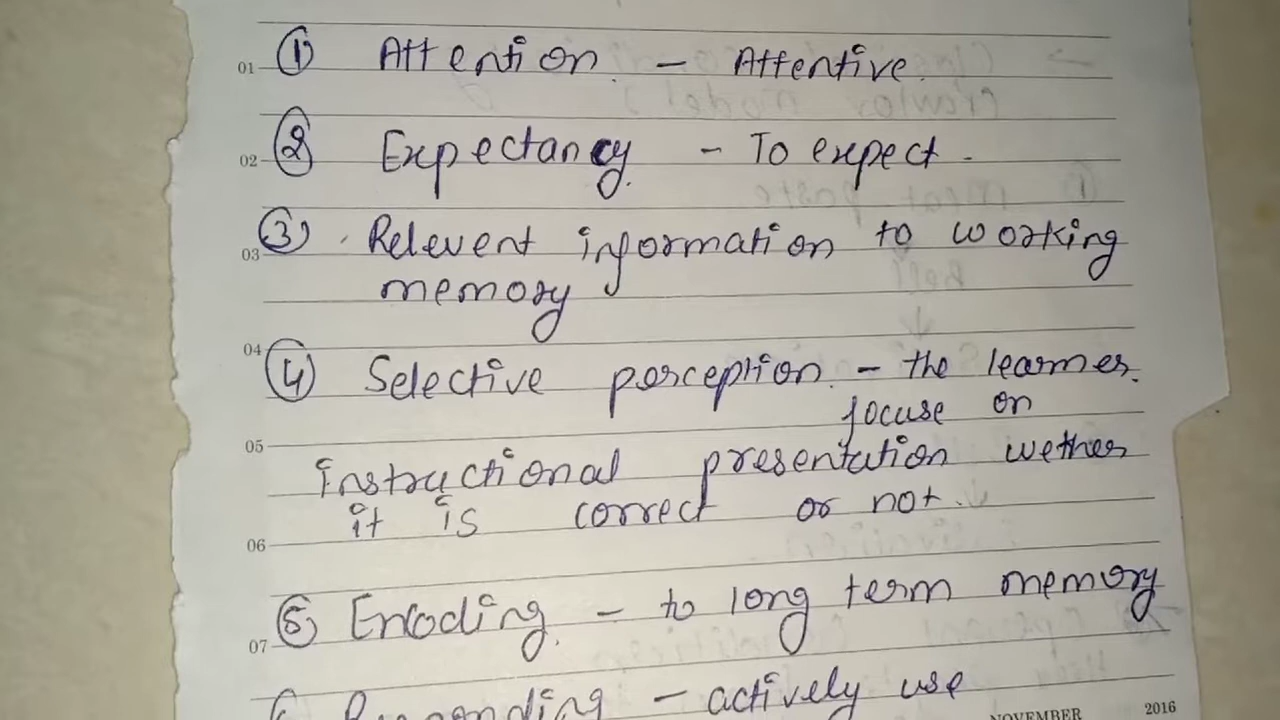 01 ① Attention - Attentive.
02 ② Expectancy. - To expect.
03 ③ Relevent information to working
memory
04 ④ Selective perception. - the learner.
focuse on
05 instructional presentation wether
it is correct or not.
06
07 ⑤ Encoding. - to long term memory
Responding - actively use
NOVEMBER 2016